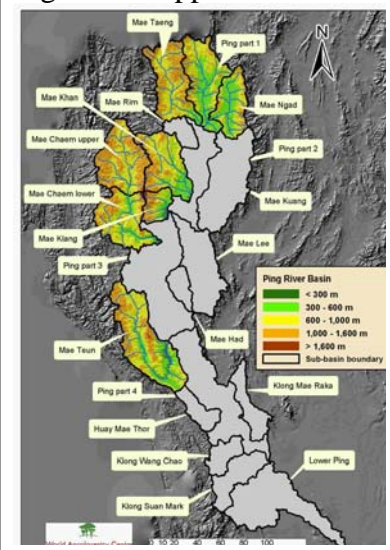 Mae Taeng
Ping part 1
N
Mae Khan
Mae Rim
Mae Ngad
Mae Chaem upper
Ping part 2
Mae Chaem lower
Mae Kuang
Mae Klang
Mae Lee
Ping part 3
Ping River Basin
< 300 m
300 - 600 m
600 - 1,000 m
1,000 - 1,600 m
> 1,600 m
Sub-basin boundary
Mae Teun
Mae Had
Ping part 4
Klong Mae Raka
Huay Mae Thor
Klong Wang Chao
Lower Ping
Klong Suan Mark
World Agroforestry Centre
0 10 20 40 60 80 100